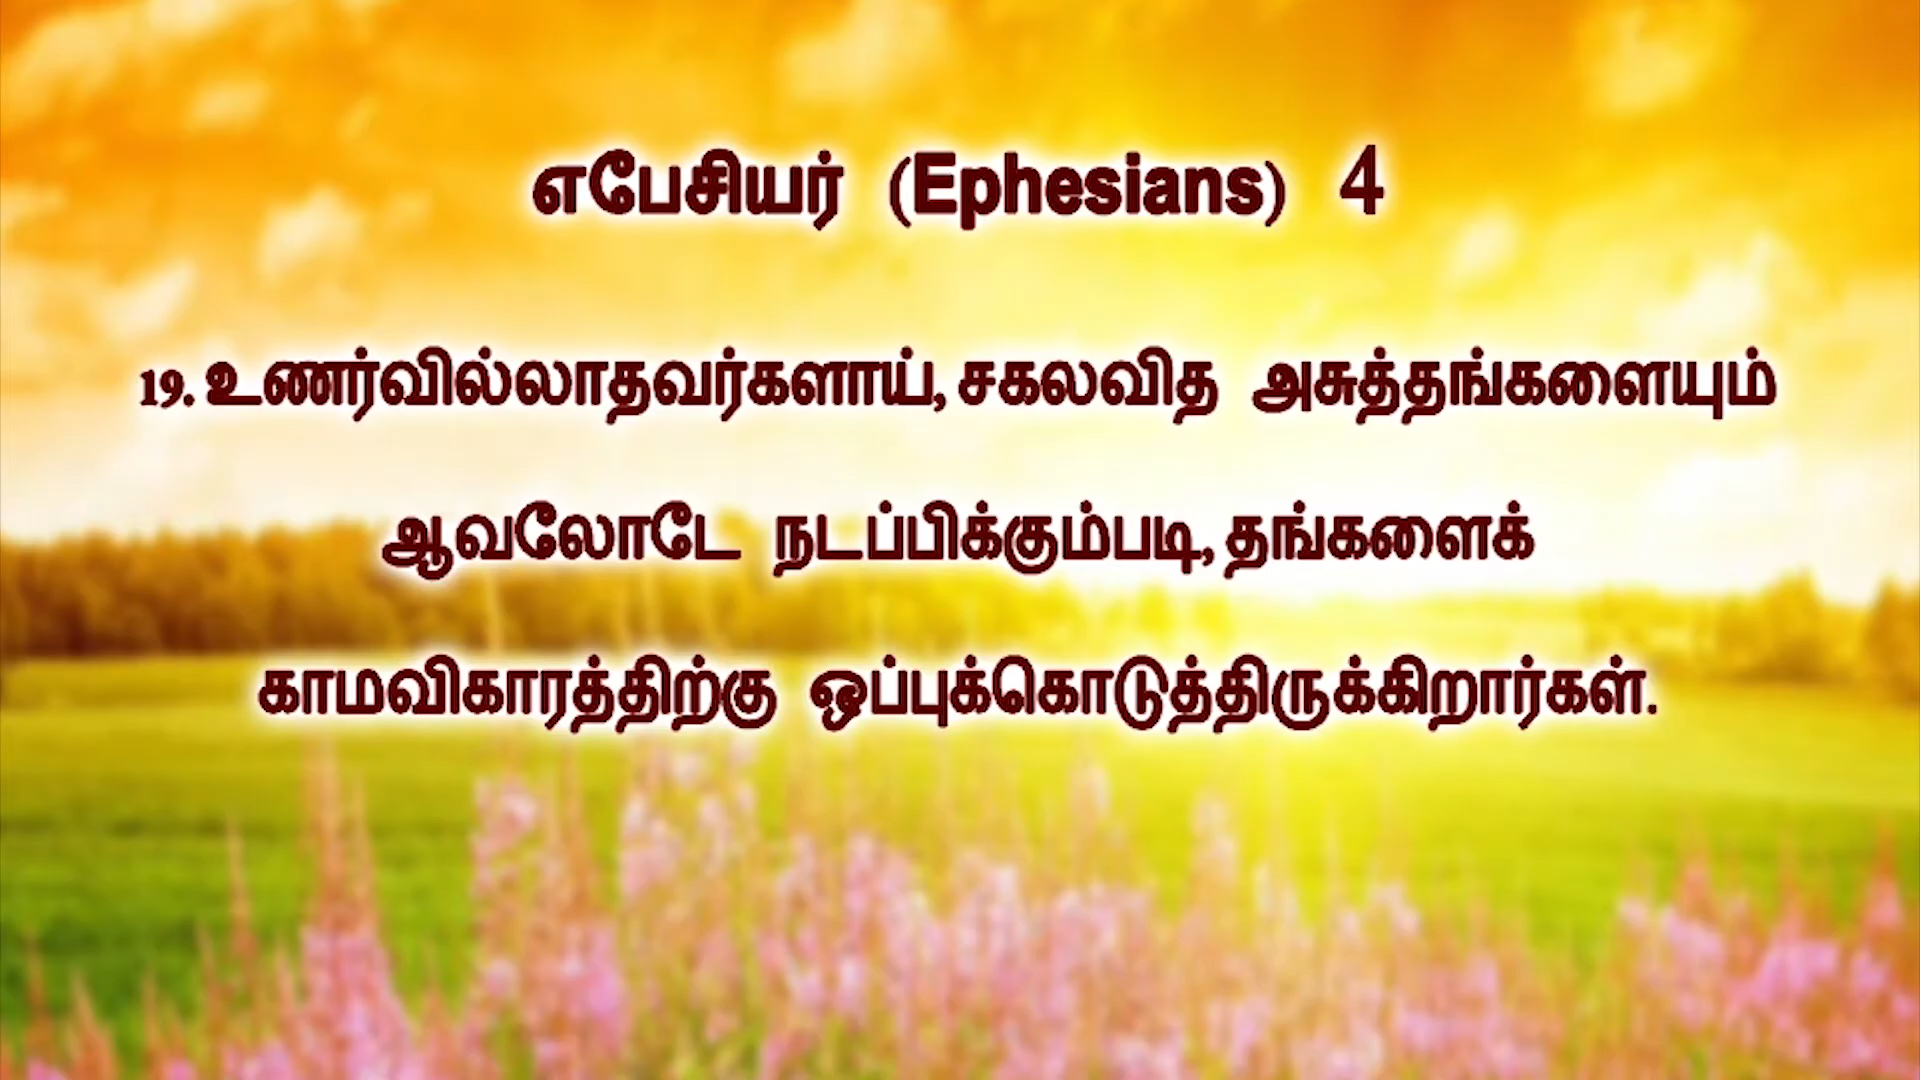 எபேசியர் (Ephesians) 4
19. உணர்வில்லாதவர்களாய், சகலவித அசுத்தங்களையும்
ஆவலோடே நடப்பிக்கும்படி, தங்களைக்
காமவிகாரத்திற்கு ஒப்புக்கொடுத்திருக்கிறார்கள்.